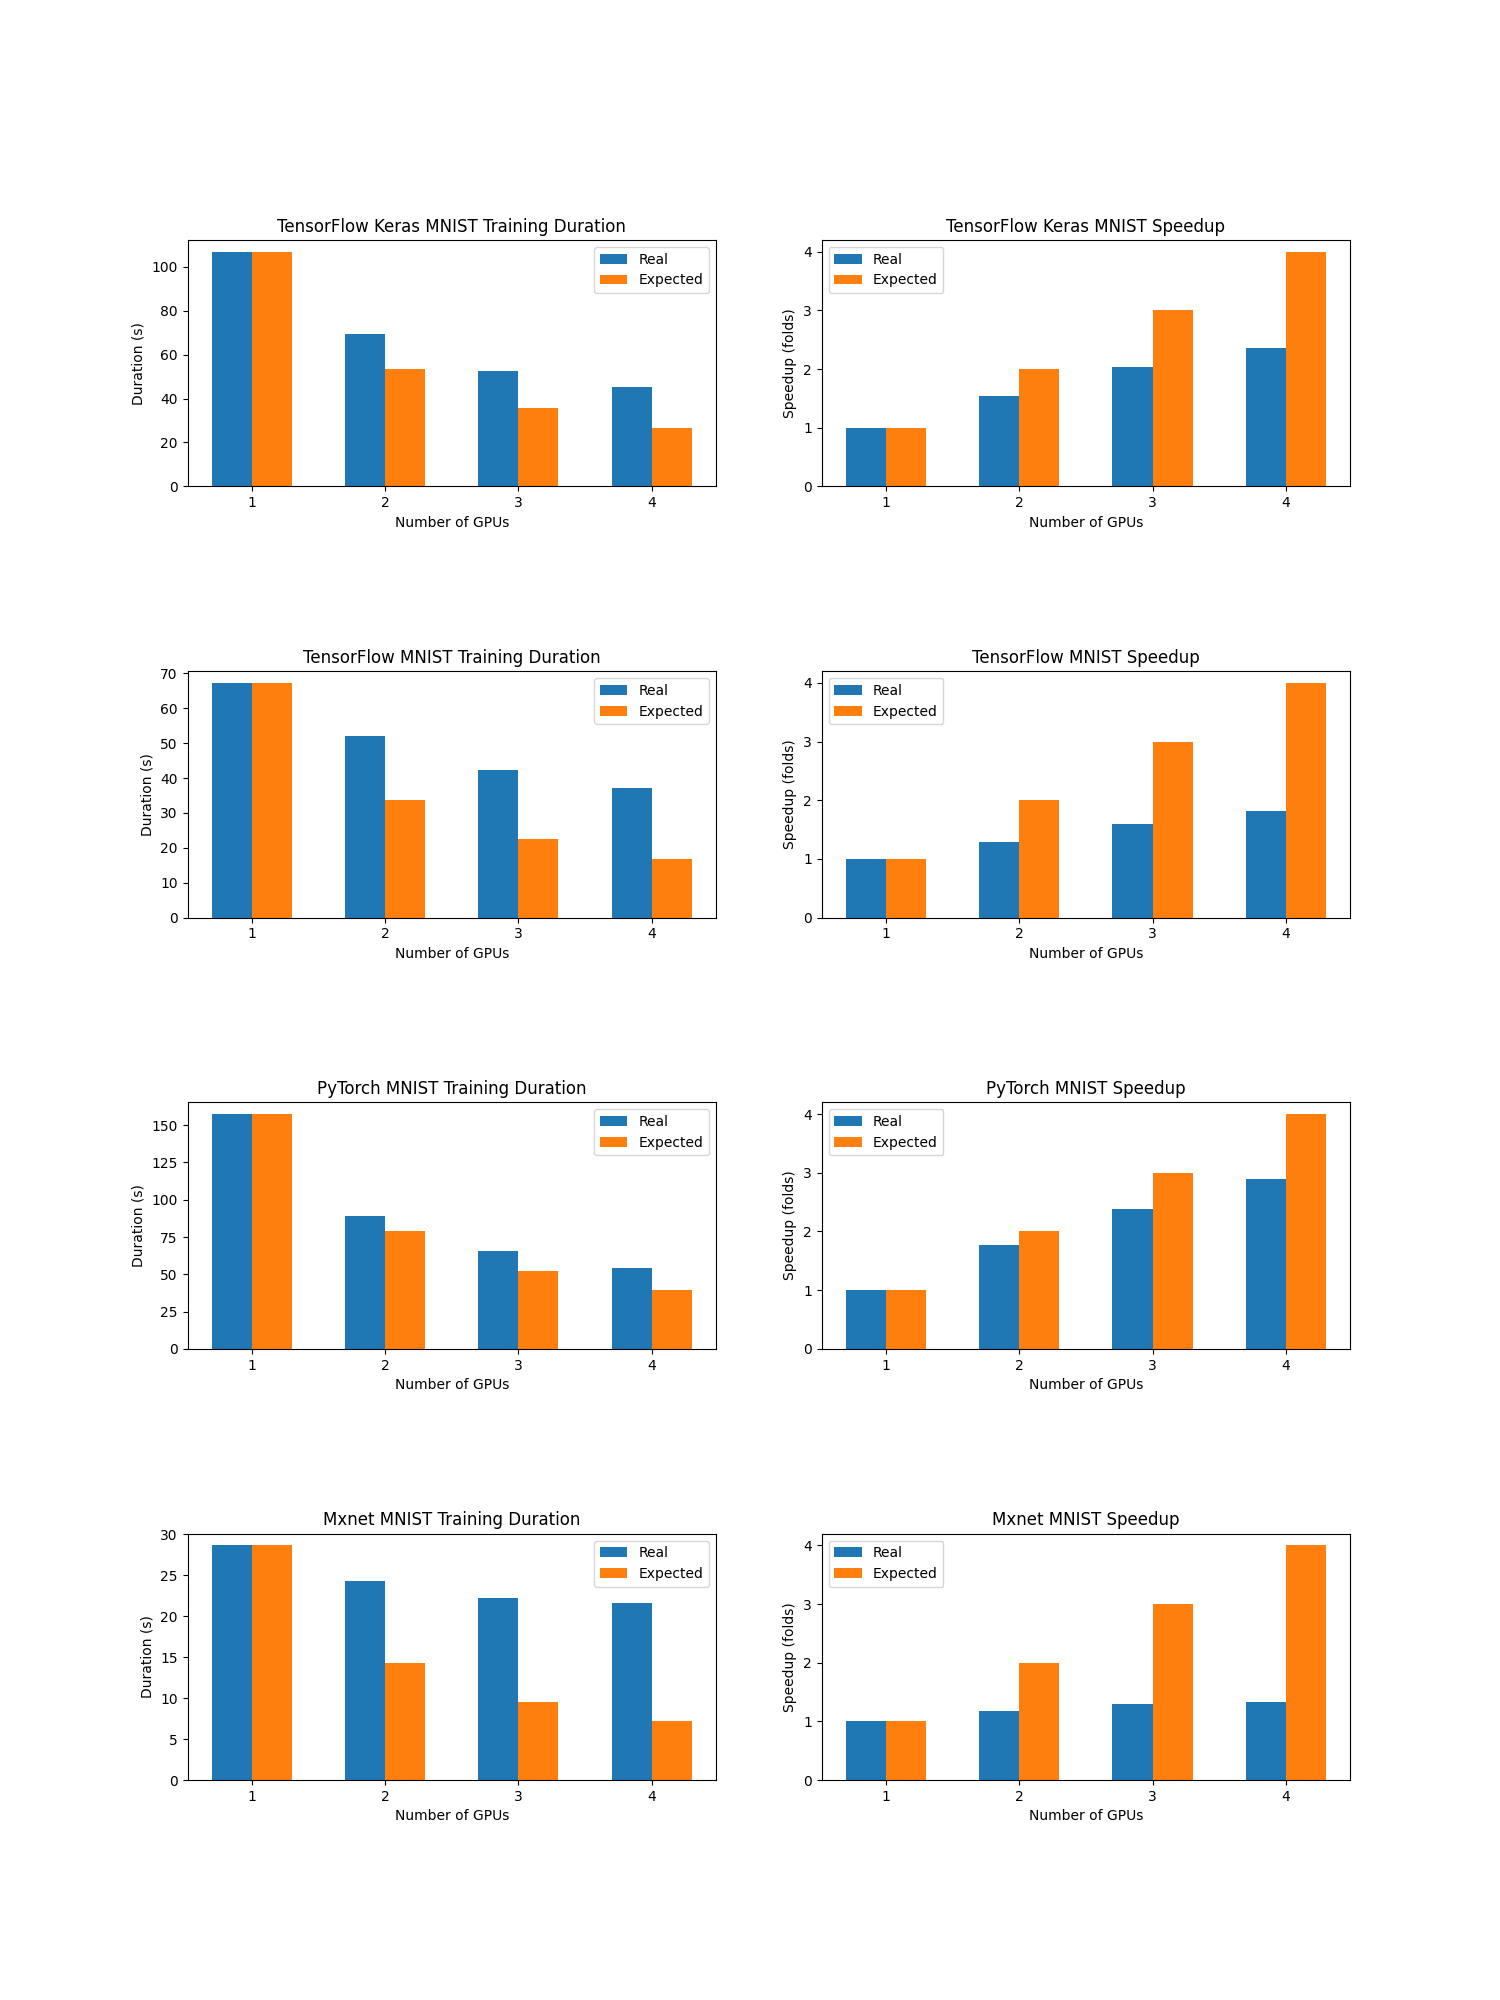 TensorFlow Keras MNIST Training Duration
Duration (s)
100
80
60
40
20
0
Real
Expected
1 2 3 4
Number of GPUs
TensorFlow Keras MNIST Speedup
Speedup (folds)
4
3
2
1
0
Real
Expected
1 2 3 4
Number of GPUs
TensorFlow MNIST Training Duration
Duration (s)
70
60
50
40
30
20
10
0
Real
Expected
1 2 3 4
Number of GPUs
TensorFlow MNIST Speedup
Speedup (folds)
4
3
2
1
0
Real
Expected
1 2 3 4
Number of GPUs
PyTorch MNIST Training Duration
Duration (s)
150
125
100
75
50
25
0
Real
Expected
1 2 3 4
Number of GPUs
PyTorch MNIST Speedup
Speedup (folds)
4
3
2
1
0
Real
Expected
1 2 3 4
Number of GPUs
Mxnet MNIST Training Duration
Duration (s)
30
25
20
15
10
5
0
Real
Expected
1 2 3 4
Number of GPUs
Mxnet MNIST Speedup
Speedup (folds)
4
3
2
1
0
Real
Expected
1 2 3 4
Number of GPUs